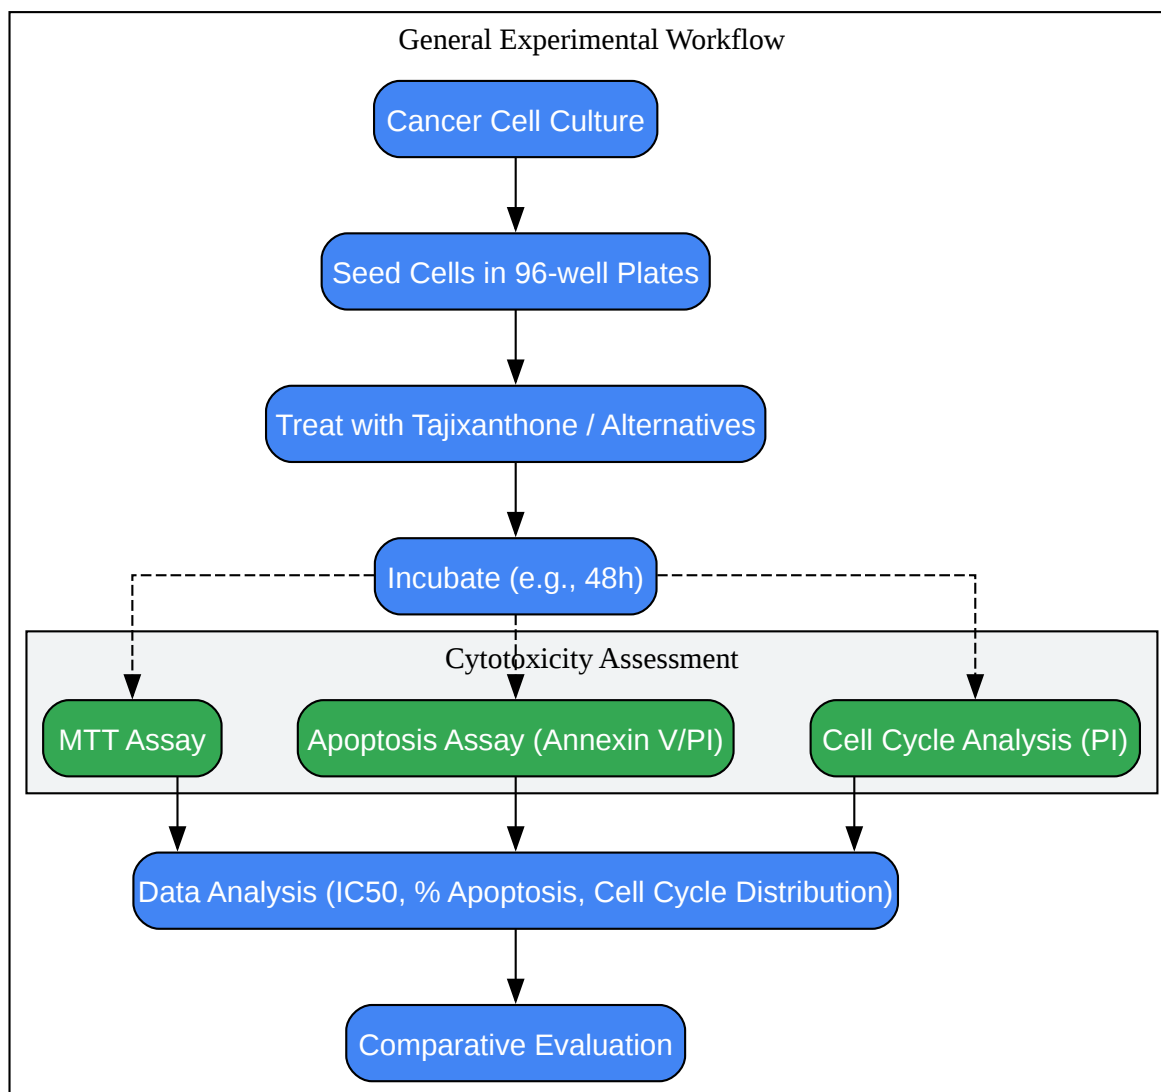 General Experimental Workflow
Cancer Cell Culture
Seed Cells in 96-well Plates
Treat with Tajixanthone / Alternatives
Incubate (e.g., 48h)
Cytotoxicity Assessment
MTT Assay
Apoptosis Assay (Annexin V/PI)
Cell Cycle Analysis (PI)
Data Analysis (IC50, % Apoptosis, Cell Cycle Distribution)
Comparative Evaluation